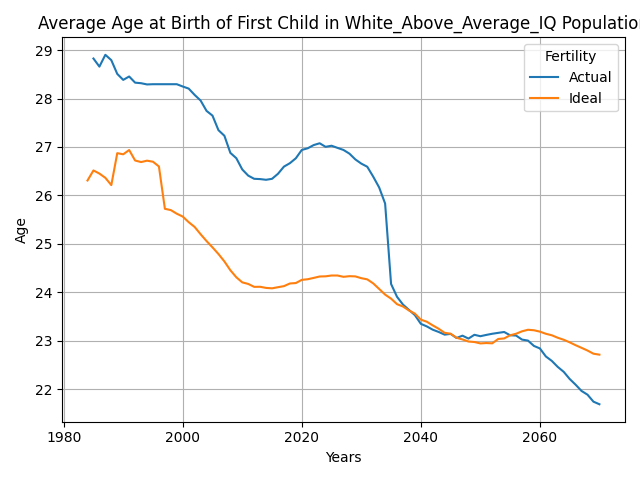 Average Age at Birth of First Child in White_Above_Average_IQ Population
Fertility
Actual
Ideal
29
28
27
26
25
24
23
22
Age
1980
2000
2020
2040
2060
Years